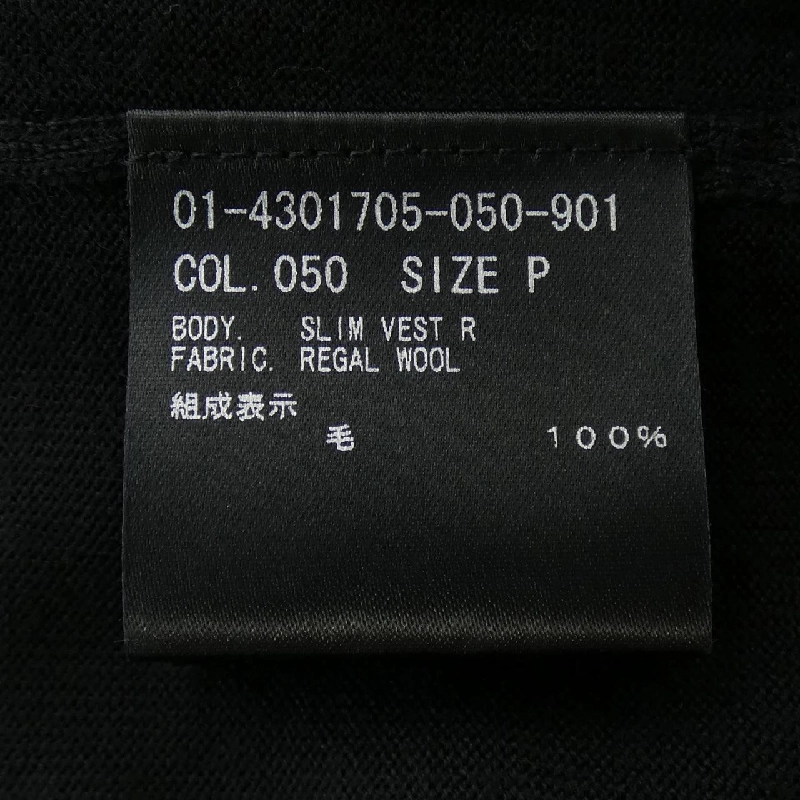 01-4301705-050-901
COL.050 SIZE P
BODY. SLIM VEST R
FABRIC. REGAL WOOL
組成表示
毛 100%